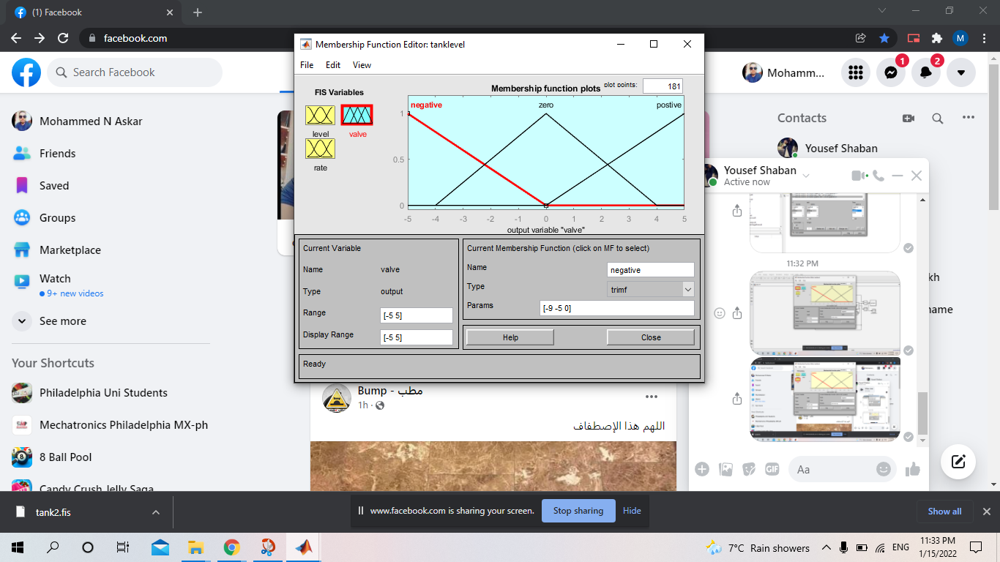 (1) Facebook
facebook.com
M
Search Facebook
Mohamm...
1
2
Mohammed N Askar
Friends
Saved
Groups
Marketplace
Watch
9+ new videos
See more
Your Shortcuts
Philadelphia Uni Students
Mechatronics Philadelphia MX-ph
8 Ball Pool
Candy Crush Jelly Saga
Membership Function Editor: tanklevel
File Edit View
FIS Variables
level
valve
rate
Membership function plots
plot points:
181
negative
zero
postive
1
0.5
0
-5 -4 -3 -2 -1 0 1 2 3 4 5
output variable "valve"
Current Variable
Name valve
Type output
Range [-5 5]
Display Range [-5 5]
Current Membership Function (click on MF to select)
Name negative
Type trimf
Params [-9 -5 0]
Help
Close
Ready
Bump - مطب
1h
اللهم هذا الإصطفاف
Contacts
Yousef Shaban
Yousef Shaban
Active now
11:32 PM
kh
name
GIF
Aa
tank2.fis
www.facebook.com is sharing your screen.
Stop sharing
Hide
Show all
7°C Rain showers
ENG
11:33 PM
1/15/2022